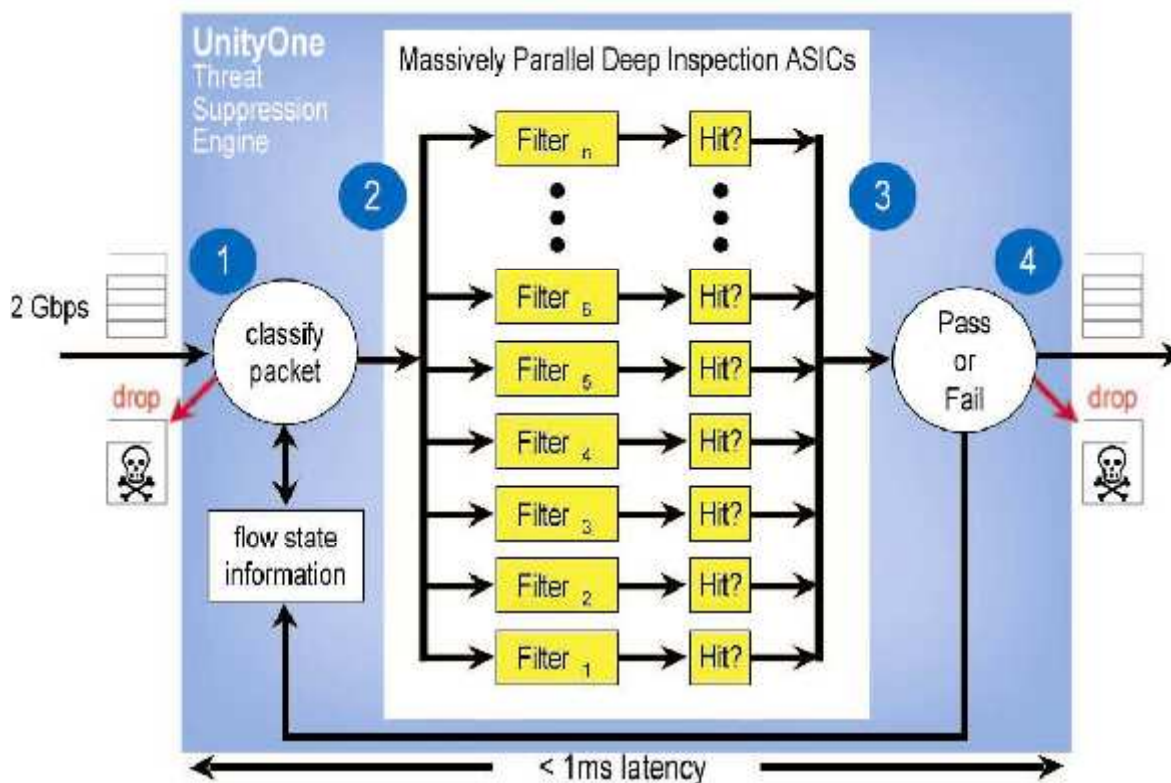 UnityOne
Threat
Suppression
Engine
Massively Parallel Deep Inspection ASICs
1
2
3
4
2 Gbps
classify
packet
drop
flow state
information
Filter n
Hit?
Filter 6
Hit?
Filter 5
Hit?
Filter 4
Hit?
Filter 3
Hit?
Filter 2
Hit?
Filter 1
Hit?
Pass
or
Fail
drop
< 1ms latency